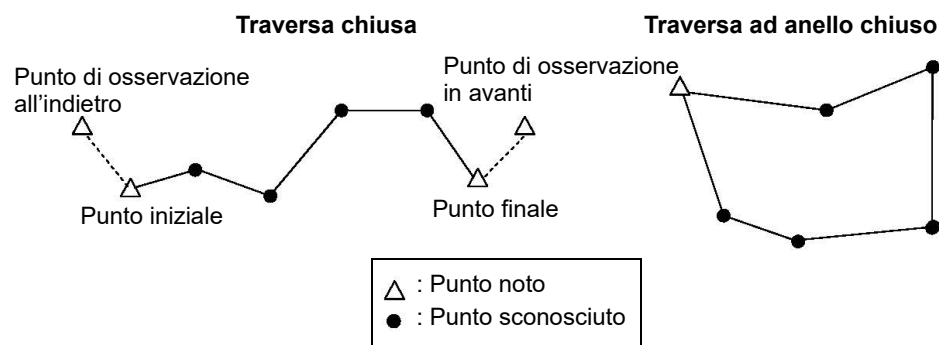 Traversa chiusa
Traversa ad anello chiuso
Punto di osservazione
all’indietro
Punto di osservazione
in avanti
Punto iniziale
Punto finale
: Punto noto
: Punto sconosciuto